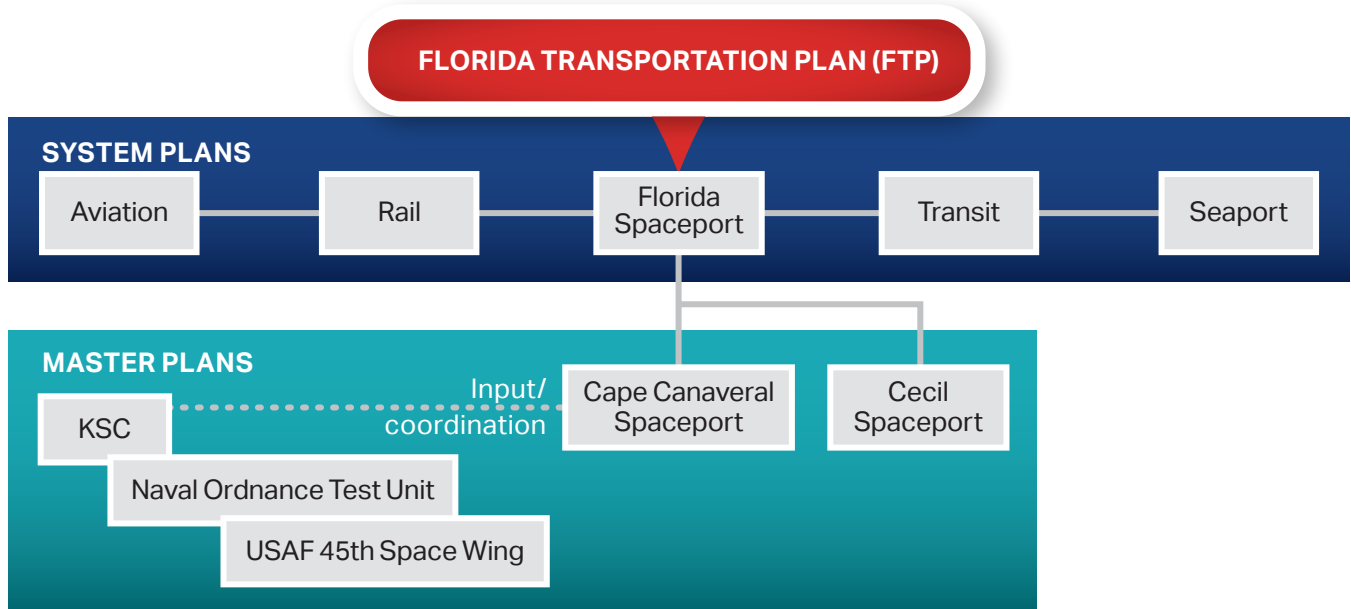 FLORIDA TRANSPORTATION PLAN (FTP)
SYSTEM PLANS
Aviation
Rail
Florida
Spaceport
Transit
Seaport
MASTER PLANS
KSC
Input/
coordination
Cape Canaveral
Spaceport
Cecil
Spaceport
Naval Ordnance Test Unit
USAF 45th Space Wing